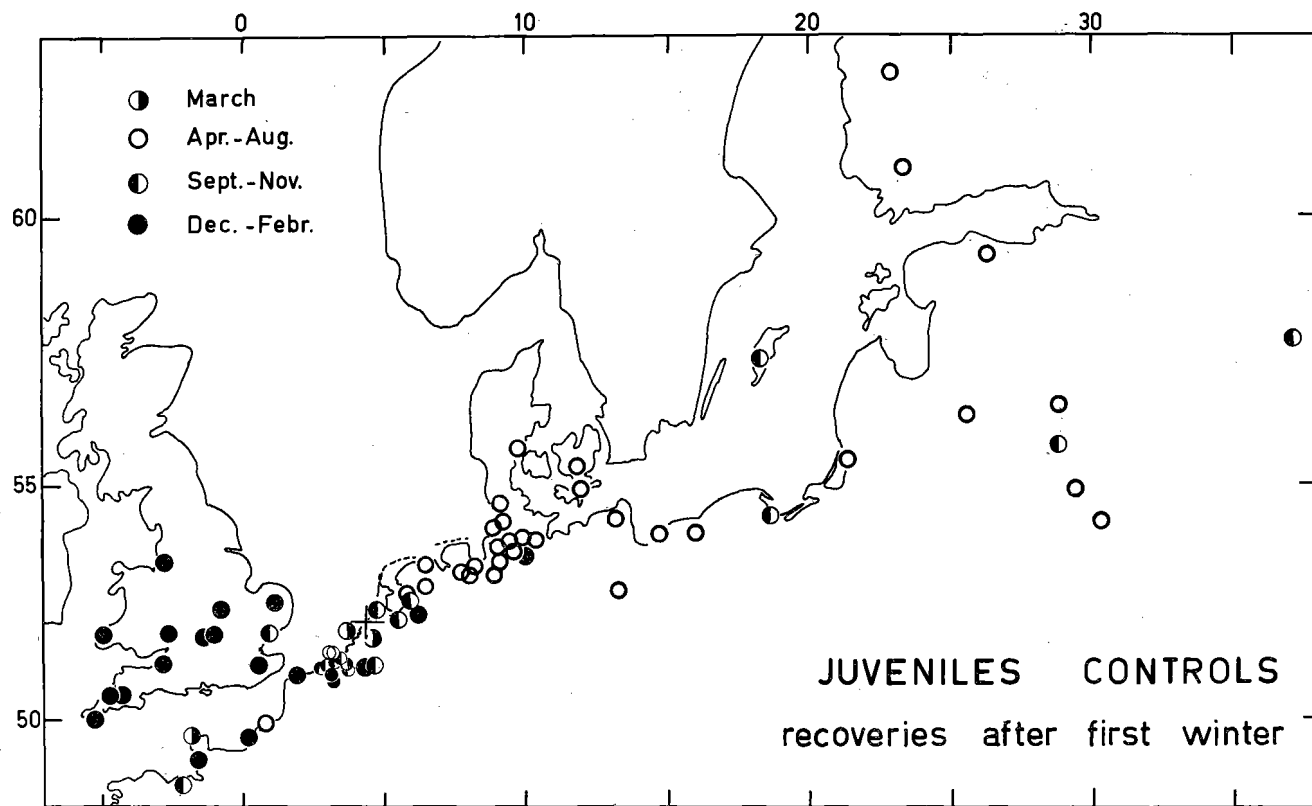 0 10 20 30
March
Apr.-Aug.
Sept.-Nov.
Dec.-Febr.
60
55
50
JUVENILES CONTROLS
recoveries after first winter